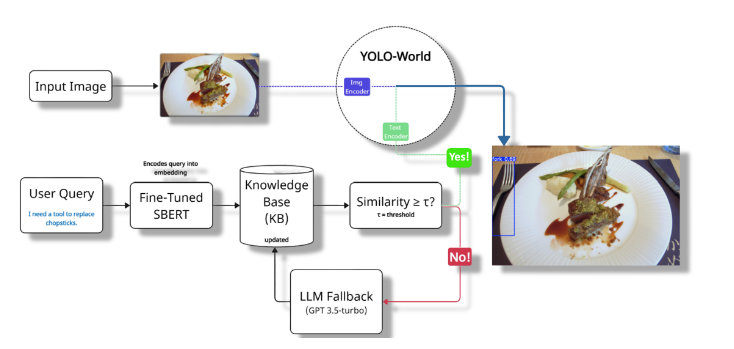 YOLO-World
Input Image
Img
Encoder
Text
Encoder
Yes!
Encodes query into
embedding
User Query
I need a tool to replace
chopsticks.
Fine-Tuned
SBERT
Knowledge
Base
(KB)
updated
Similarity ≥ τ?
τ = threshold
No!
LLM Fallback
(GPT 3.5-turbo)